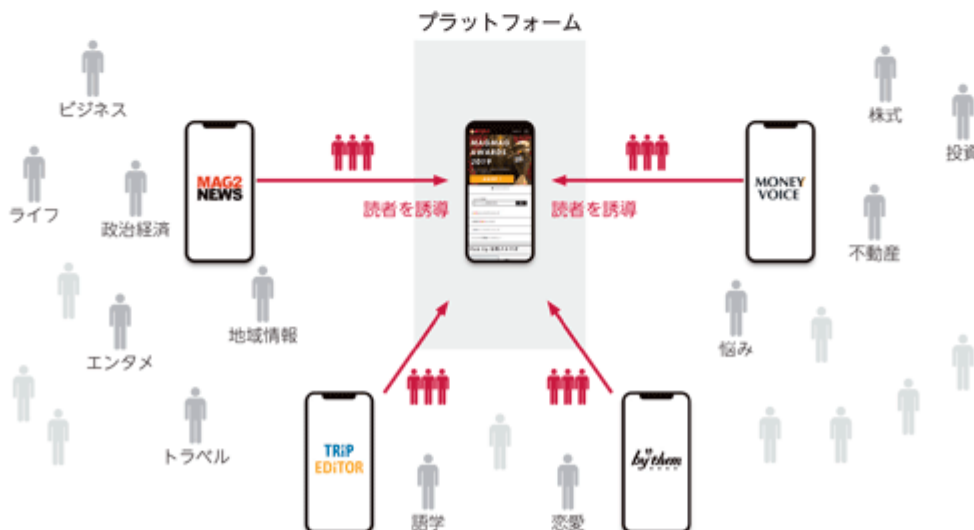 プラットフォーム
ビジネス
株式
投資
ライフ
政治経済
MAG2
NEWS
読者を誘導
MAGMAG
AWARDS
2019
読者を誘導
MONEY
VOICE
不動産
地域情報
エンタメ
悩み
トラベル
TRiP
EDiTOR
by them
語学
恋愛